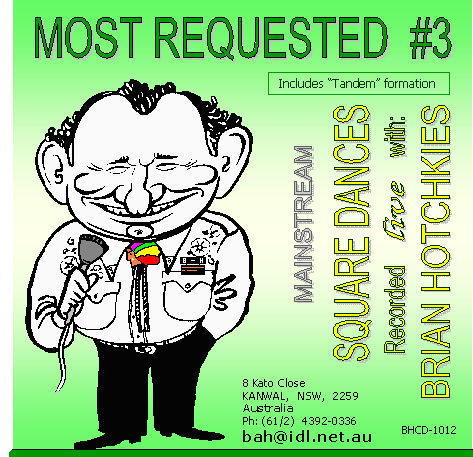 MOST REQUESTED #3
Includes "Tandem" formation
MAINSTREAM
SQUARE DANCES
Recorded live with:
BRIAN HOTCHKIES
8 Kato Close
KANWAL, NSW, 2259
Australia
Ph: (61/2) 4392-0336
bah@idl.net.au
BHCD-1012